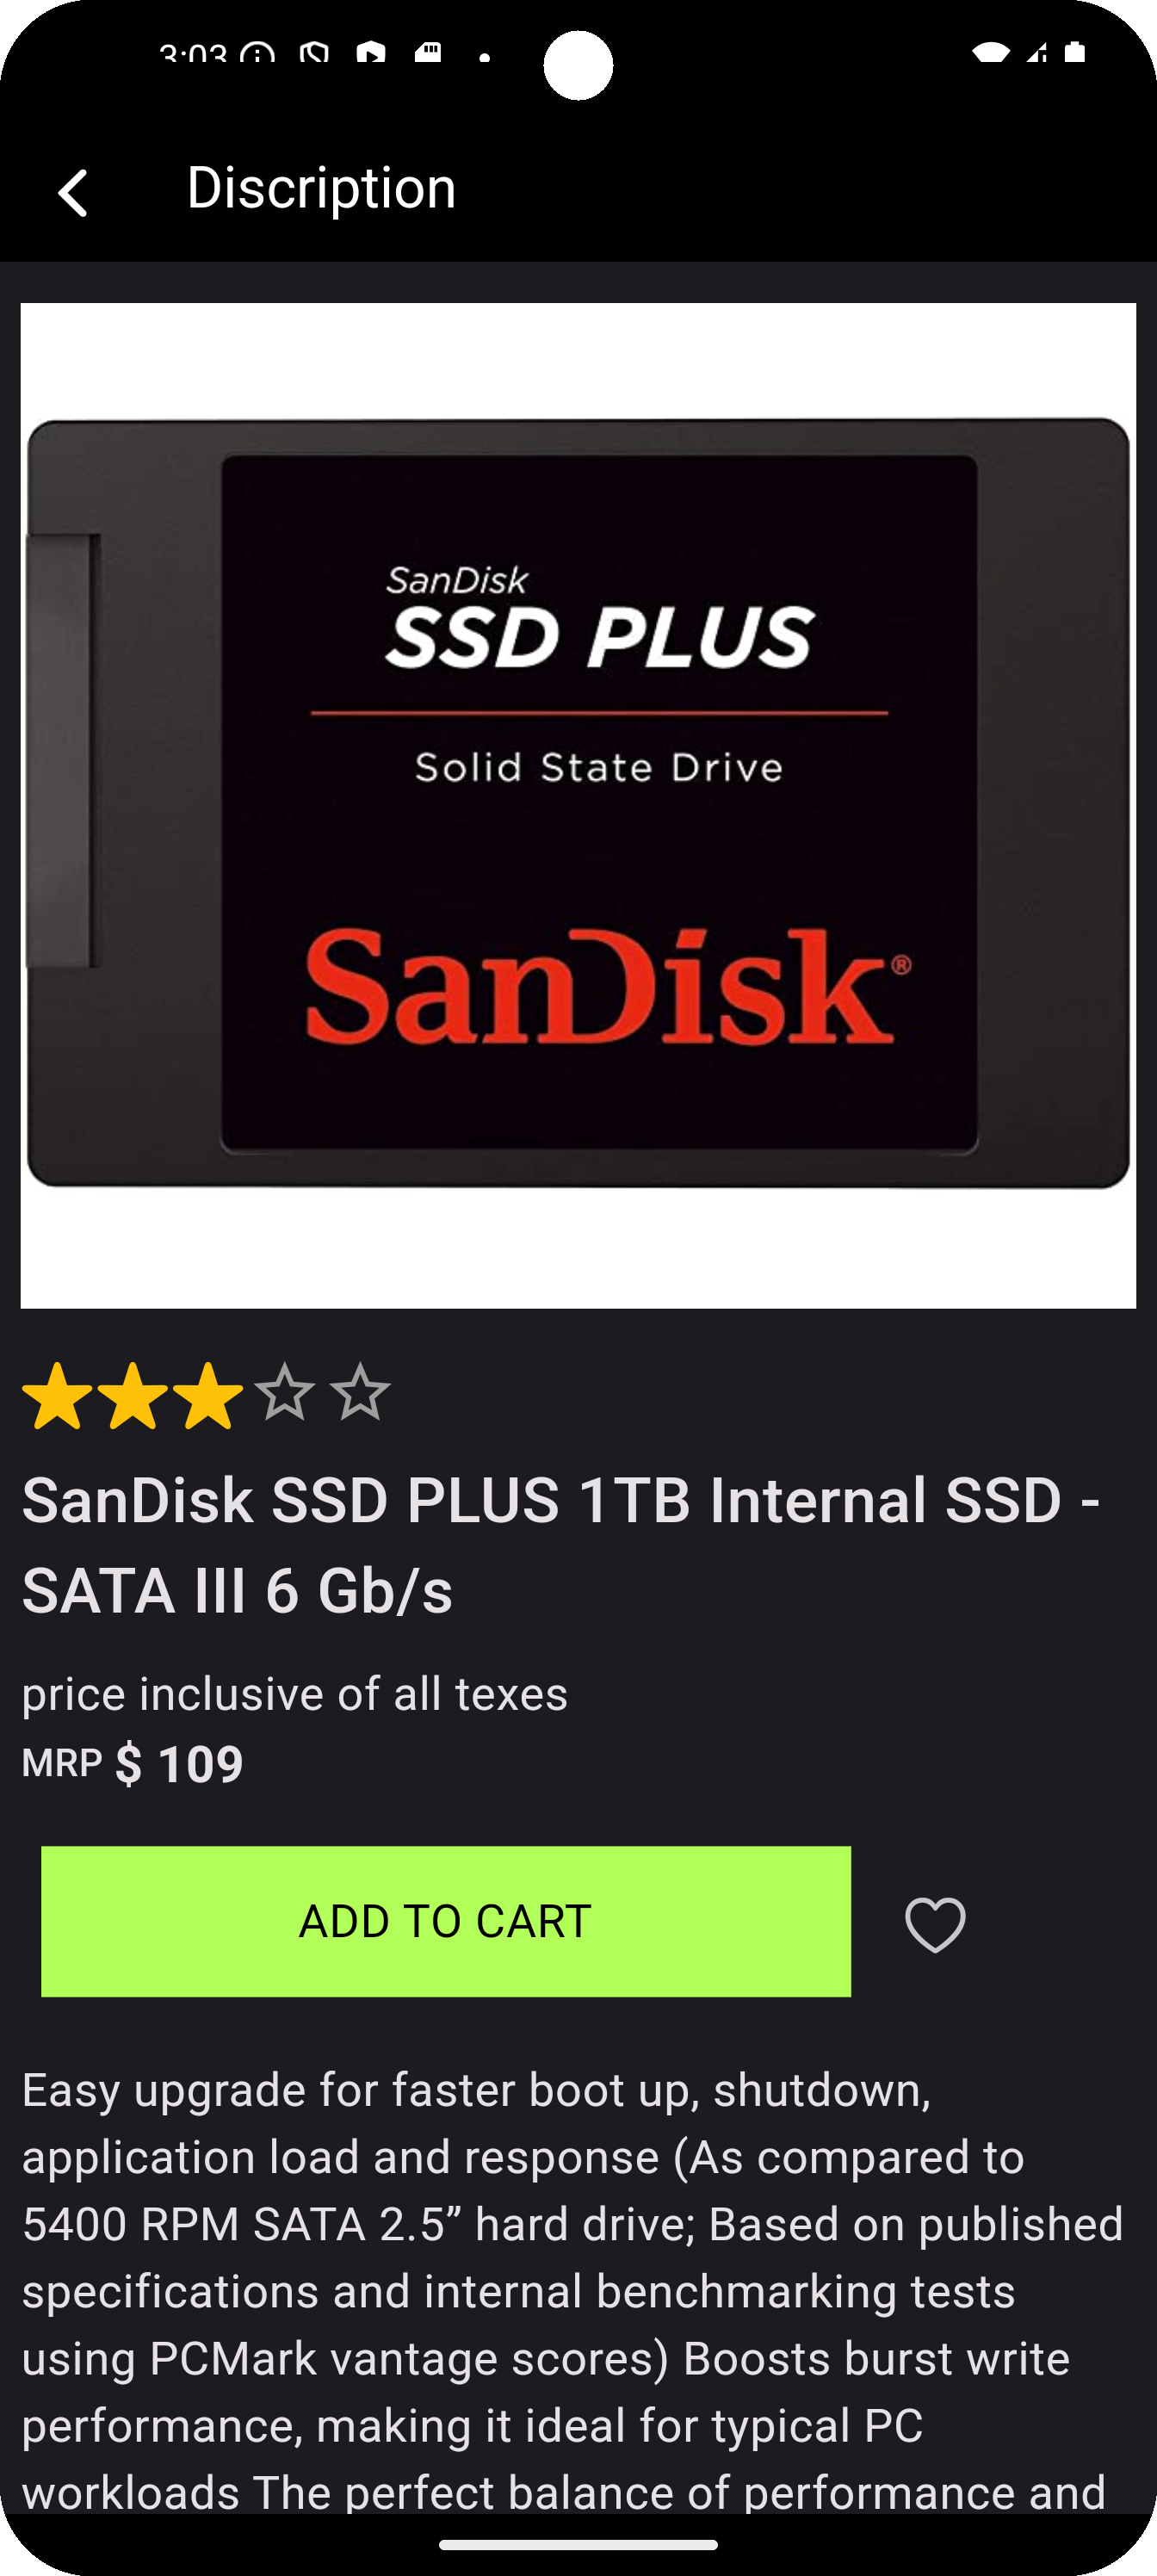 3:03
Discription
SanDisk
SSD PLUS
Solid State Drive
SanDisk®
SanDisk SSD PLUS 1TB Internal SSD -
SATA III 6 Gb/s
price inclusive of all texes
MRP $ 109
ADD TO CART
Easy upgrade for faster boot up, shutdown,
application load and response (As compared to
5400 RPM SATA 2.5” hard drive; Based on published
specifications and internal benchmarking tests
using PCMark vantage scores) Boosts burst write
performance, making it ideal for typical PC
workloads The perfect balance of performance and